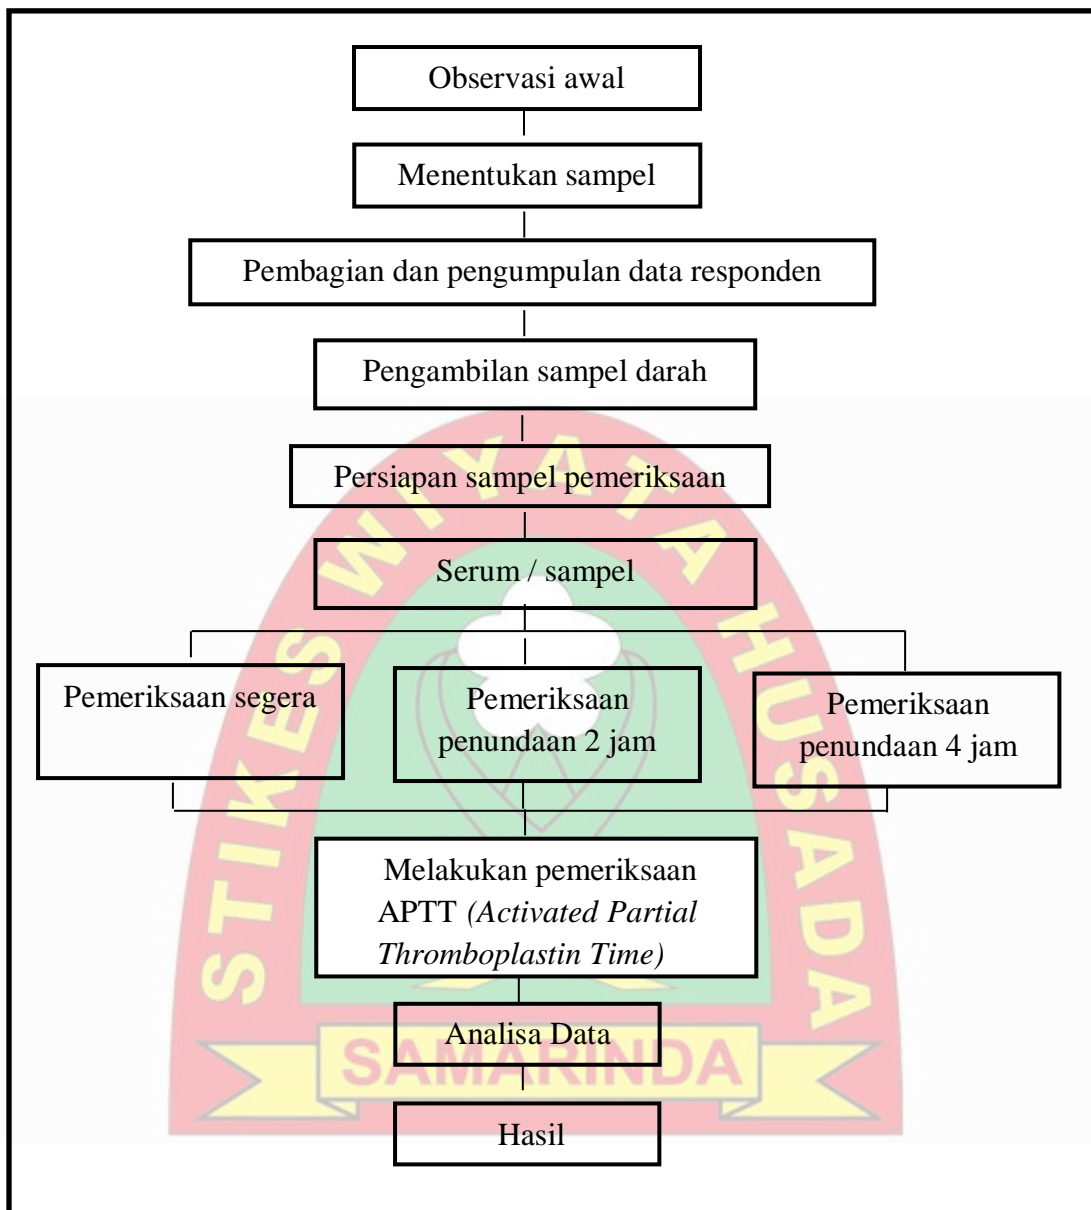 Observasi awal
Menentukan sampel
Pembagian dan pengumpulan data responden
Pengambilan sampel darah
Persiapan sampel pemeriksaan
Serum / sampel
Pemeriksaan segera
Pemeriksaan
penundaan 2 jam
Pemeriksaan
penundaan 4 jam
Melakukan pemeriksaan
APTT (Activated Partial
Thromboplastin Time)
Analisa Data
Hasil
STIKES WIYATA HUSADA
SAMARINDA